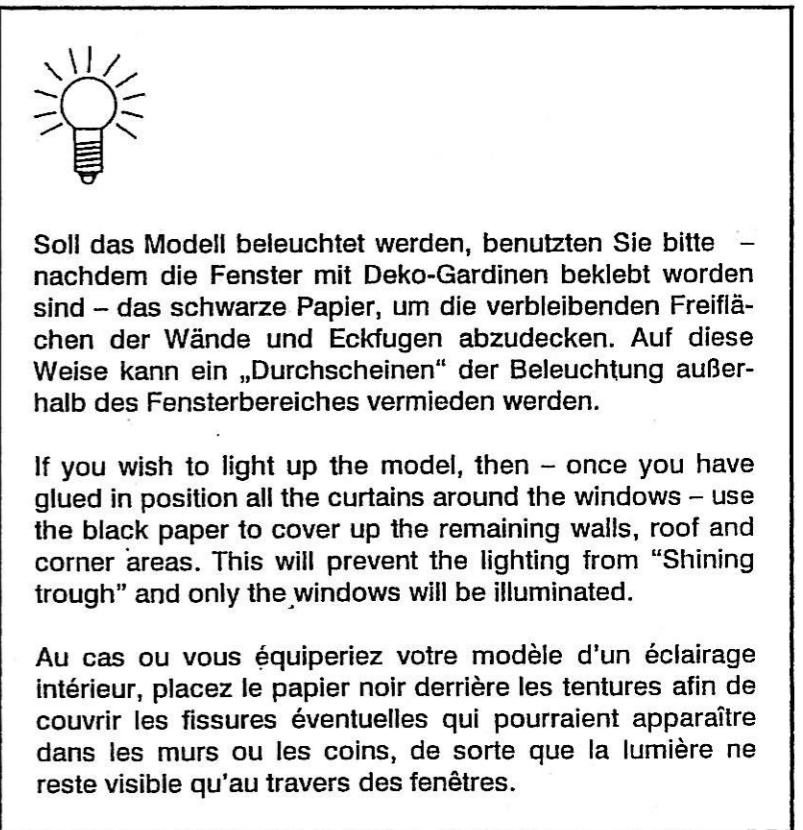 Soll das Modell beleuchtet werden, benutzten Sie bitte –
nachdem die Fenster mit Deko-Gardinen beklebt worden
sind – das schwarze Papier, um die verbleibenden Freiflä-
chen der Wände und Eckfugen abzudecken. Auf diese
Weise kann ein „Durchscheinen“ der Beleuchtung außer-
halb des Fensterbereiches vermieden werden.
If you wish to light up the model, then – once you have
glued in position all the curtains around the windows – use
the black paper to cover up the remaining walls, roof and
corner areas. This will prevent the lighting from “Shining
trough” and only the windows will be illuminated.
Au cas ou vous équiperiez votre modèle d'un éclairage
intérieur, placez le papier noir derrière les tentures afin de
couvrir les fissures éventuelles qui pourraient apparaître
dans les murs ou les coins, de sorte que la lumière ne
reste visible qu'au travers des fenêtres.